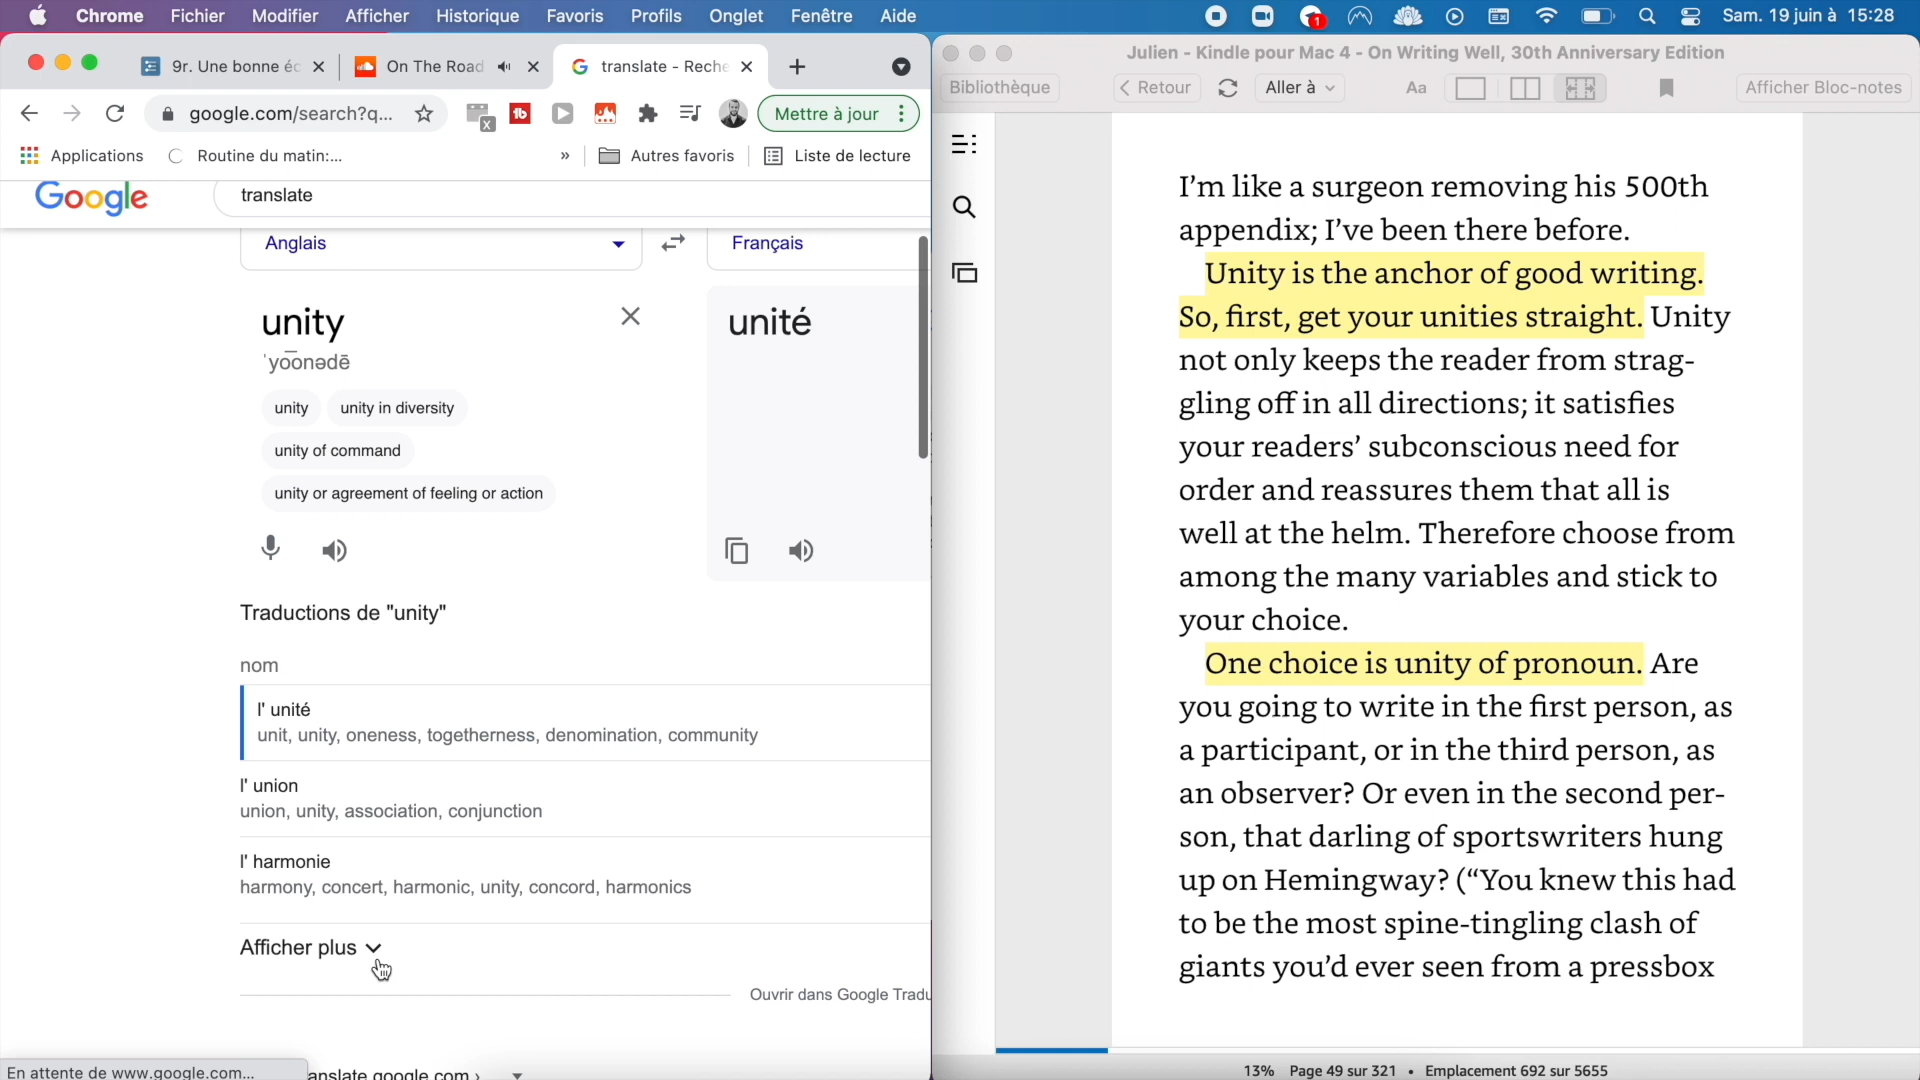 Chrome Fichier Modifier Afficher Historique Favoris Profils Onglet Fenêtre Aide
1 Sam. 19 juin à 15:28
9r. Une bonne éc
On The Road
translate - Reche
google.com/search?q...
Mettre à jour
Applications
Routine du matin:...
» Autres favoris
Liste de lecture
Google
translate
Anglais
Français
unity
ˈyo͞onədē
unité
unity
unity in diversity
unity of command
unity or agreement of feeling or action
Traductions de "unity"
nom
l' unité
unit, unity, oneness, togetherness, denomination, community
l' union
union, unity, association, conjunction
l' harmonie
harmony, concert, harmonic, unity, concord, harmonics
Afficher plus
Ouvrir dans Google Tradu
En attente de www.google.com...
anslate.google.com ›
Julien - Kindle pour Mac 4 - On Writing Well, 30th Anniversary Edition
Bibliothèque
Retour
Aller à
Aa
Afficher Bloc-notes
I’m like a surgeon removing his 500th
appendix; I’ve been there before.
Unity is the anchor of good writing.
So, first, get your unities straight. Unity
not only keeps the reader from strag-
gling off in all directions; it satisfies
your readers’ subconscious need for
order and reassures them that all is
well at the helm. Therefore choose from
among the many variables and stick to
your choice.
One choice is unity of pronoun. Are
you going to write in the first person, as
a participant, or in the third person, as
an observer? Or even in the second per-
son, that darling of sportswriters hung
up on Hemingway? (“You knew this had
to be the most spine-tingling clash of
giants you’d ever seen from a pressbox
13% Page 49 sur 321 • Emplacement 692 sur 5655